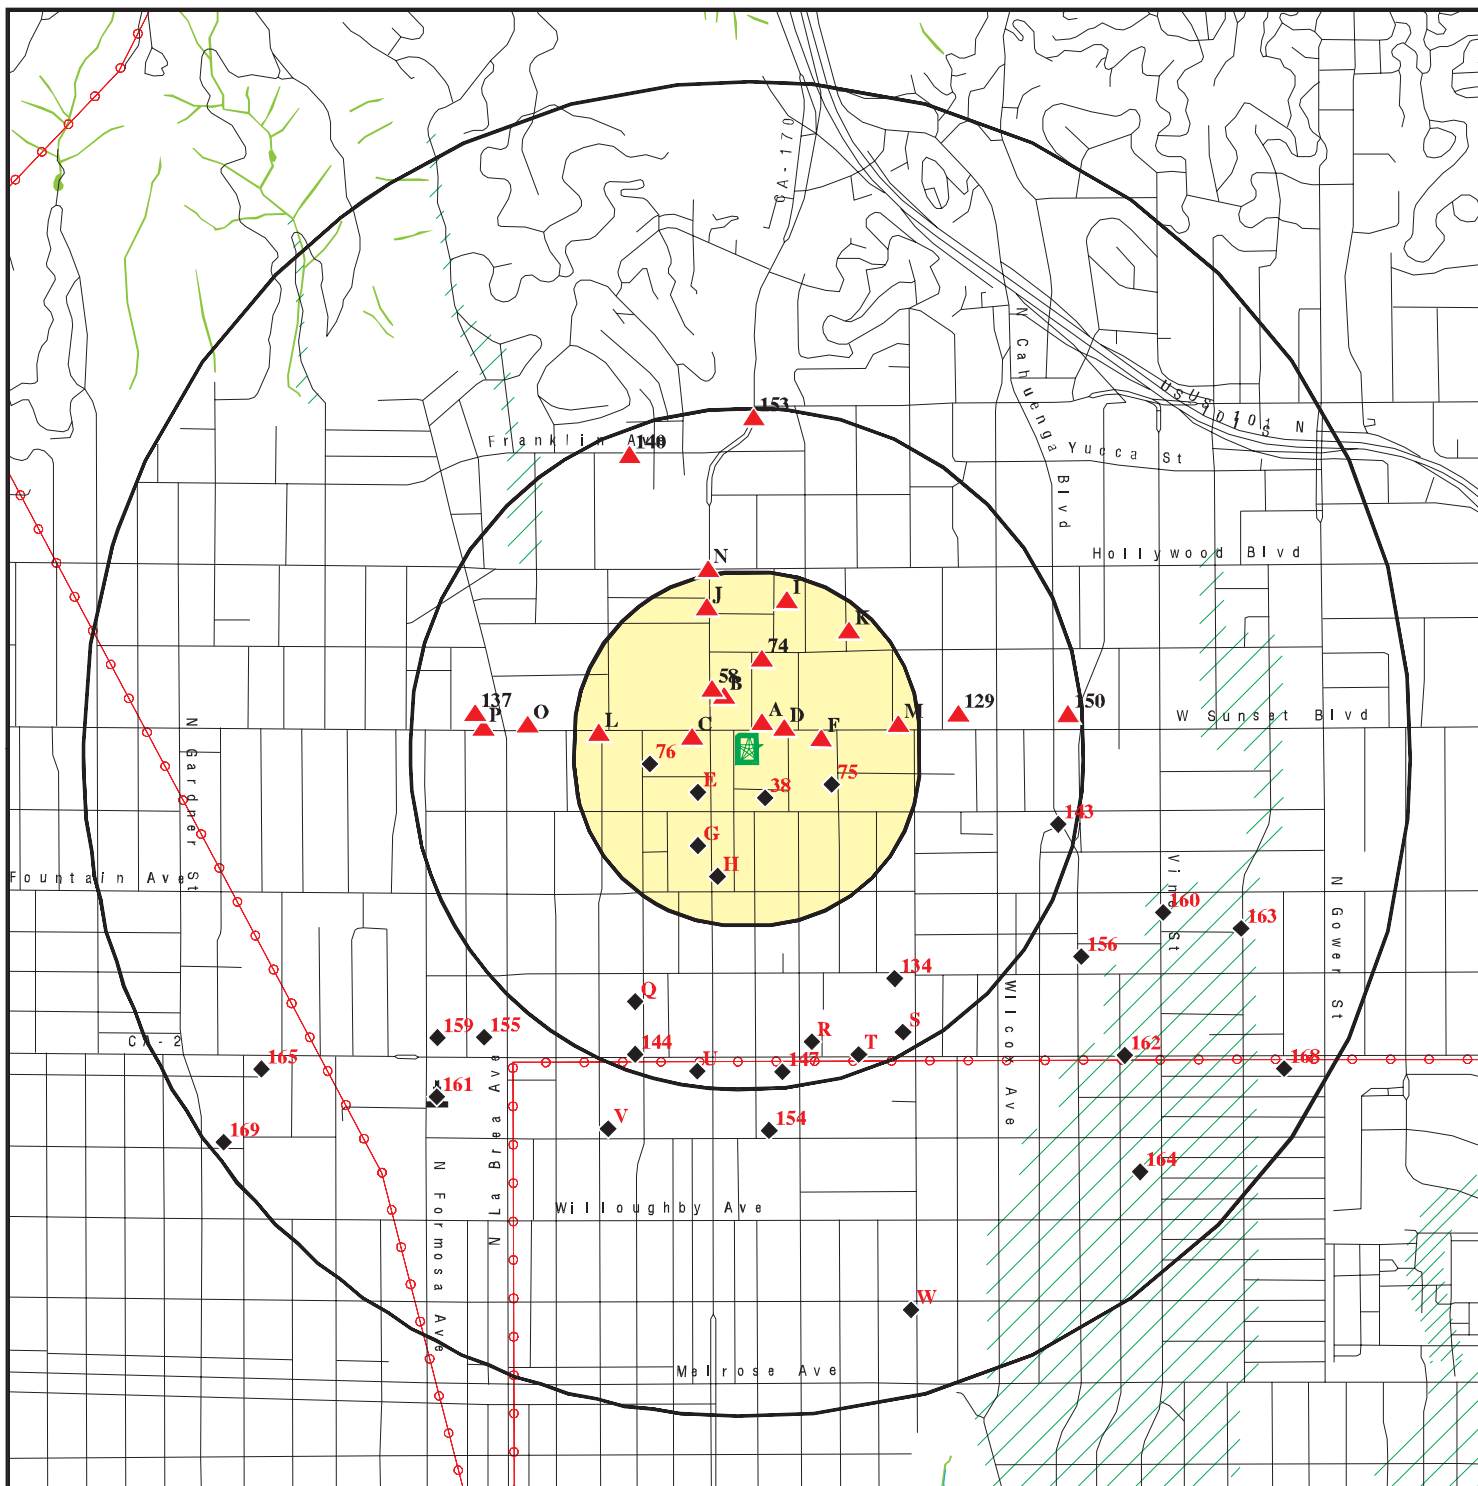 CA-170
N Cahuenga Blvd
153
Franklin Ave
140
Yucca St
Hollywood Blvd
N
J
I
K
74
58
B
137
P
O
L
C
A
D
F
M
129
150
W Sunset Blvd
N Gardner St
76
E
38
75
143
G
H
Fountain Ave
Vine St
N Gower St
160
163
156
134
Q
R
S
T
Wilcox Ave
CA-2
159
155
144
U
147
162
168
165
161
N La Brea Ave
V
154
169
164
N Formosa Ave
Willoughby Ave
W
Melrose Ave